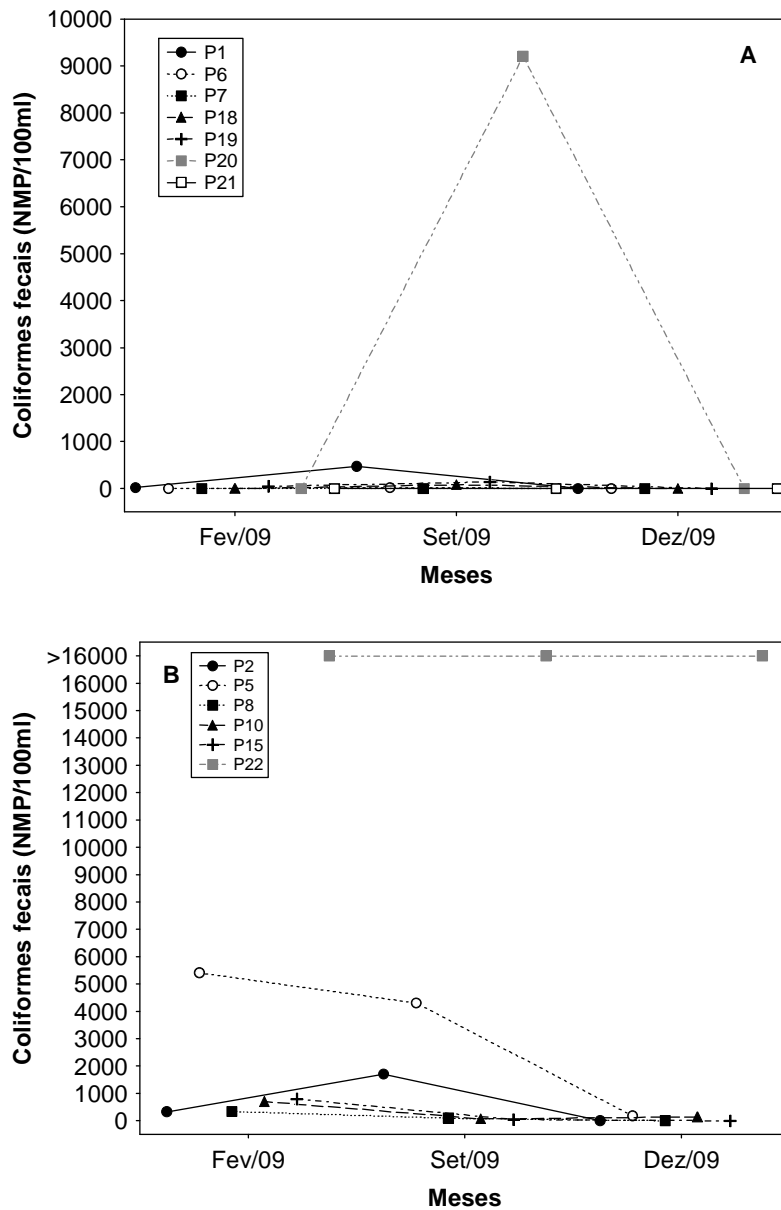 A
P1
P6
P7
P18
P19
P20
P21
Coliformes fecais (NMP/100ml)
10000
9000
8000
7000
6000
5000
4000
3000
2000
1000
0
Fev/09 Set/09 Dez/09
Meses
B
P2
P5
P8
P10
P15
P22
Coliformes fecais (NMP/100ml)
>16000
16000
15000
14000
13000
12000
11000
10000
9000
8000
7000
6000
5000
4000
3000
2000
1000
0
Fev/09 Set/09 Dez/09
Meses